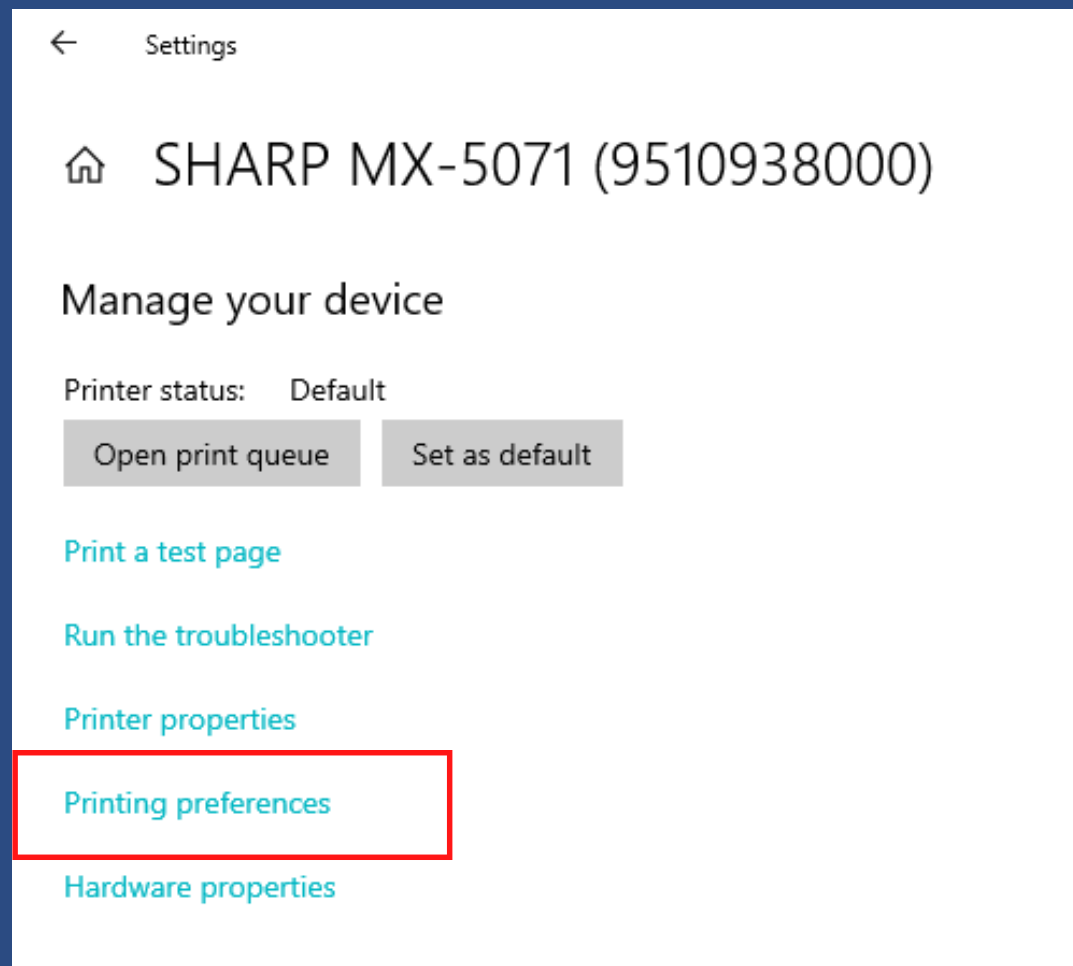 Settings
SHARP MX-5071 (9510938000)
Manage your device
Printer status: Default
Open print queue Set as default
Print a test page
Run the troubleshooter
Printer properties
Printing preferences
Hardware properties